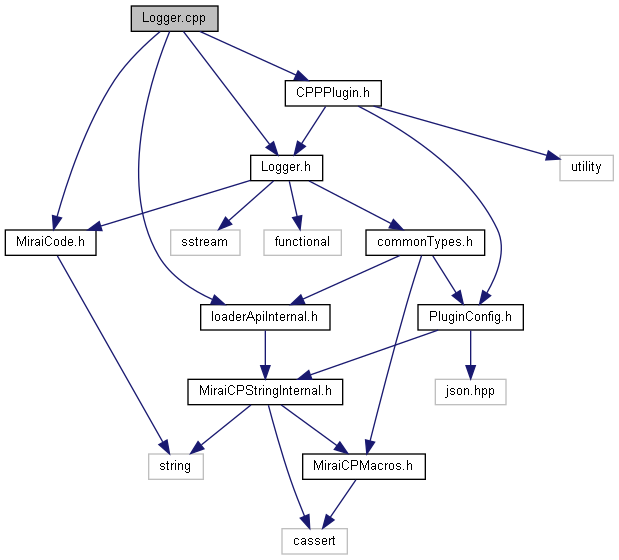 Logger.cpp
CPPPlugin.h
Logger.h
utility
MiraiCode.h
sstream
functional
commonTypes.h
loaderApiInternal.h
PluginConfig.h
MiraiCPStringInternal.h
json.hpp
string
MiraiCPMacros.h
cassert